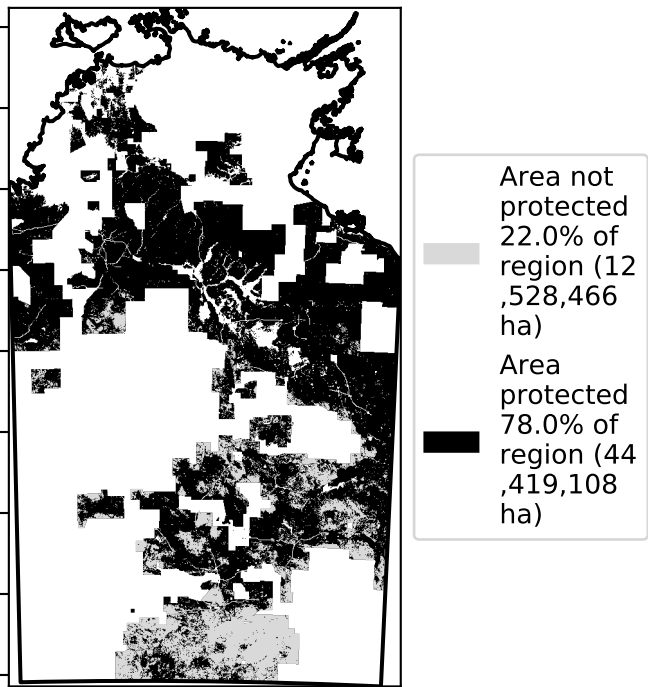 Area not
protected
22.0% of
region (12
,528,466
ha)
Area
protected
78.0% of
region (44
,419,108
ha)